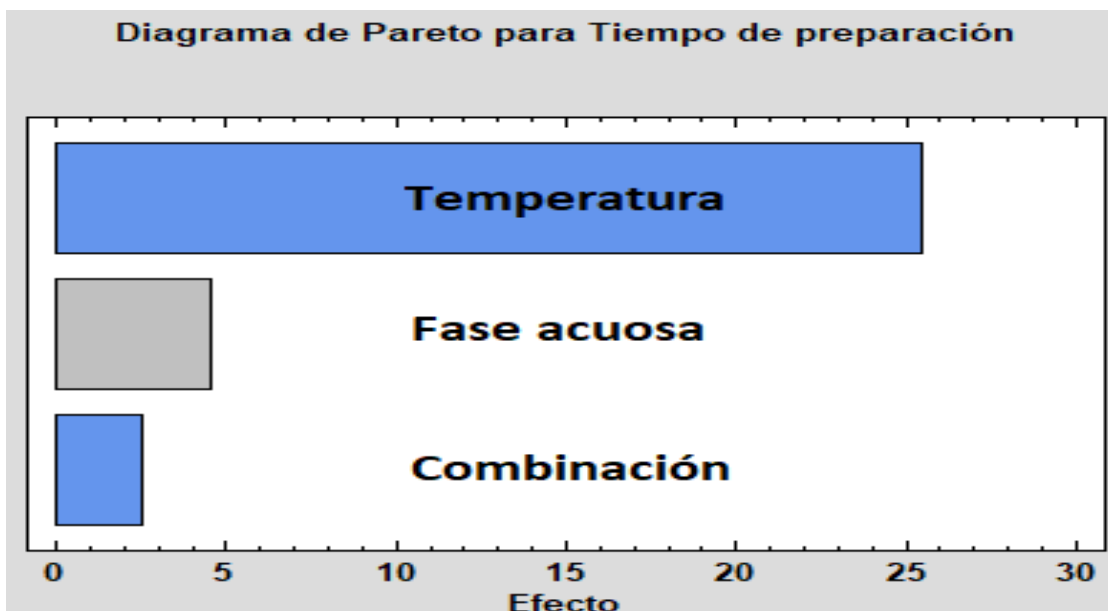 Diagrama de Pareto para Tiempo de preparación
Temperatura
Fase acuosa
Combinación
0 5 10 15 20 25 30
Efecto